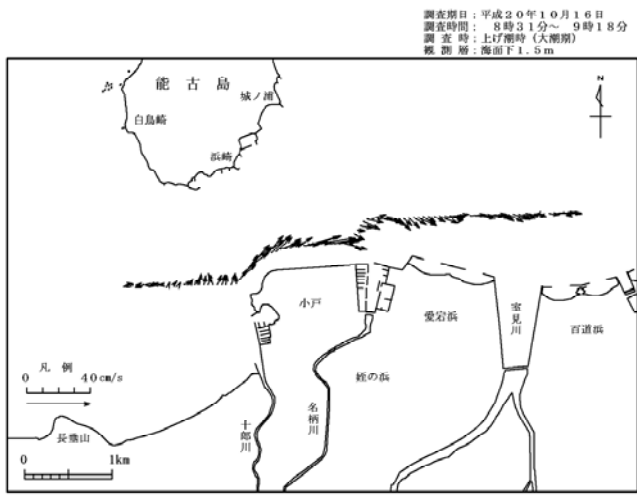 調査期日：平成20年10月16日
調査時間： 8時31分～ 9時18分
調 査 時：上げ潮時（大潮期）
観 測 層：海面下1.5m
能 古 島
城ノ浦
白鳥崎
浜崎
N
小戸
愛宕浜
室見川
百道浜
姪の浜
名柄川
十郎川
凡 例
0 40cm/s
長垂山
0 1km